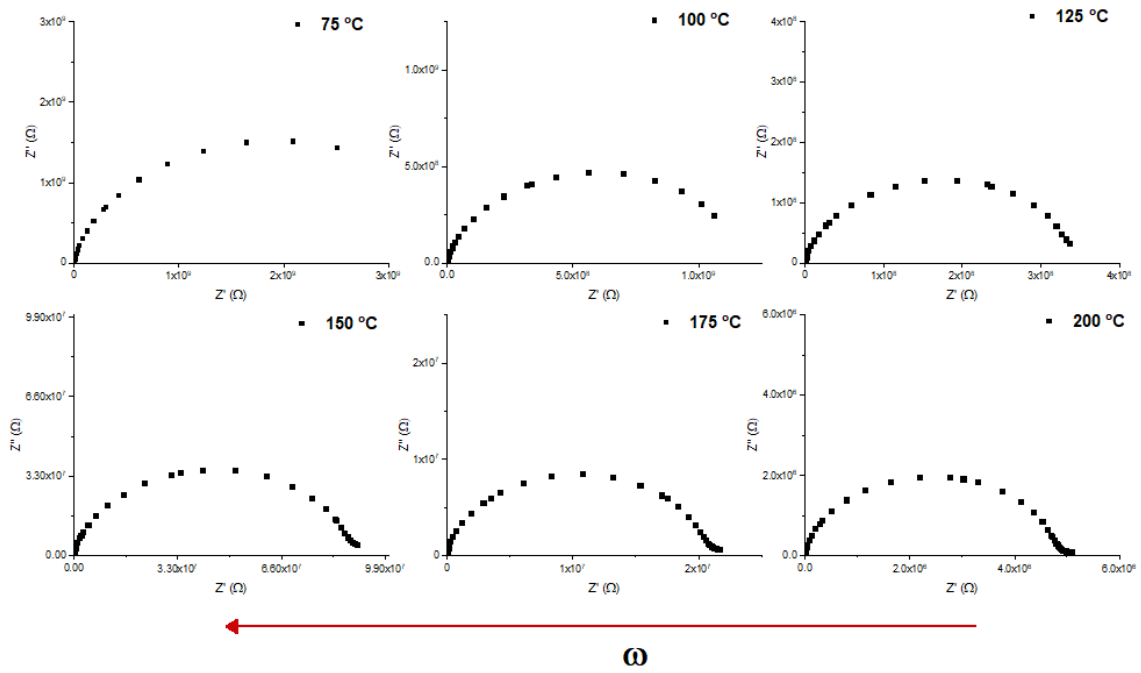 75 °C
3x10⁹
2x10⁹
1x10⁹
0
Z'' (Ω)
0 1x10⁹ 2x10⁹ 3x10⁹
Z' (Ω)
100 °C
1.0x10⁹
5.0x10⁸
0.0
Z'' (Ω)
0 5.0x10⁸ 1.0x10⁹
Z' (Ω)
125 °C
4x10⁸
3x10⁸
2x10⁸
1x10⁸
0
Z'' (Ω)
0 1x10⁸ 2x10⁸ 3x10⁸ 4x10⁸
Z' (Ω)
150 °C
9.90x10⁷
6.60x10⁷
3.30x10⁷
0.00
Z'' (Ω)
0.00 3.30x10⁷ 6.60x10⁷ 9.90x10⁷
Z' (Ω)
175 °C
2x10⁷
1x10⁷
0
Z'' (Ω)
0 1x10⁷ 2x10⁷
Z' (Ω)
200 °C
6.0x10⁶
4.0x10⁶
2.0x10⁶
0.0
Z'' (Ω)
0.0 2.0x10⁶ 4.0x10⁶ 6.0x10⁶
Z' (Ω)
ω